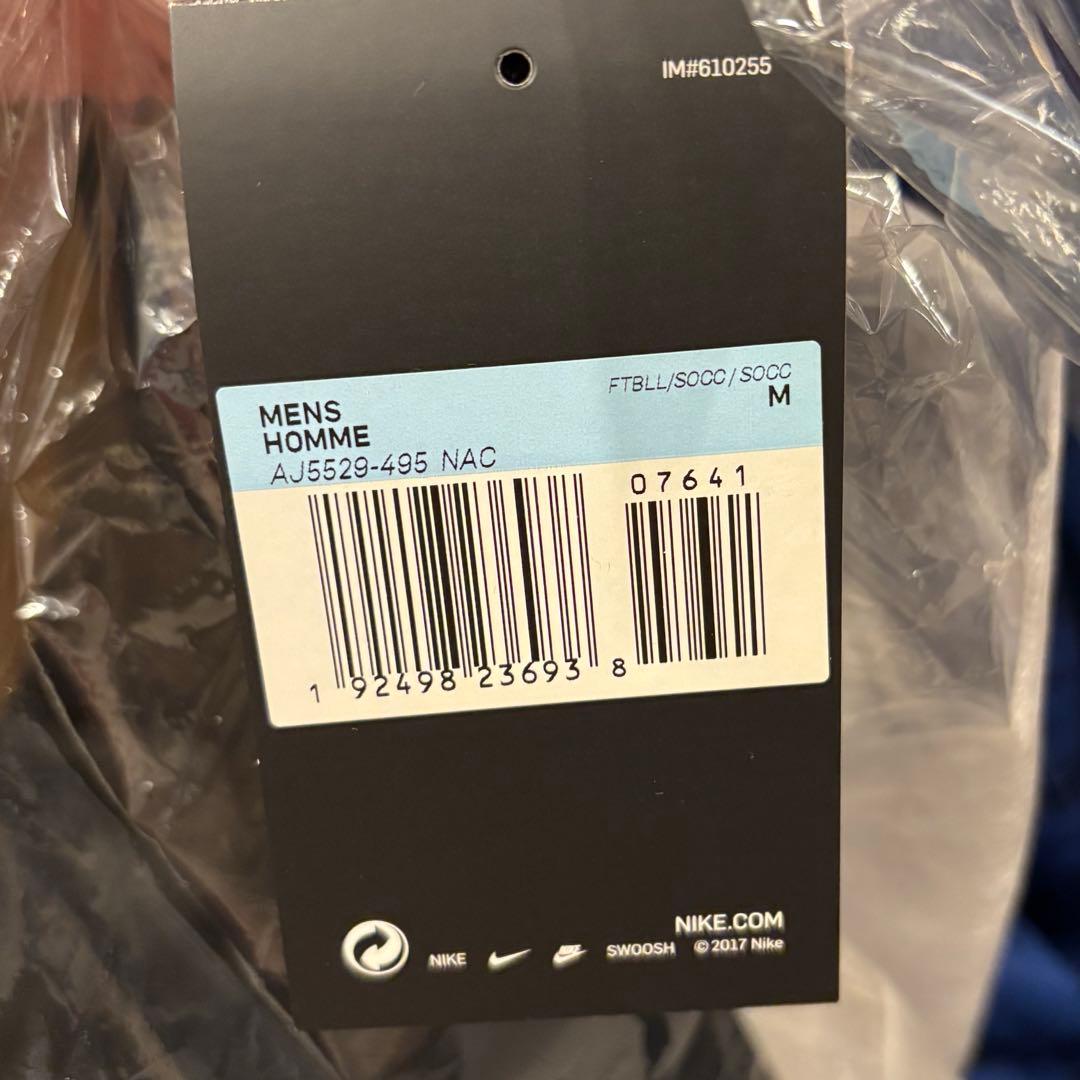 IM#610255
FTBLL/SOCC/SOCC
M
MENS
HOMME
AJ5529-495 NAC
07641
1 92498 23693 8
NIKE.COM
NIKE NIKE SWOOSH © 2017 Nike